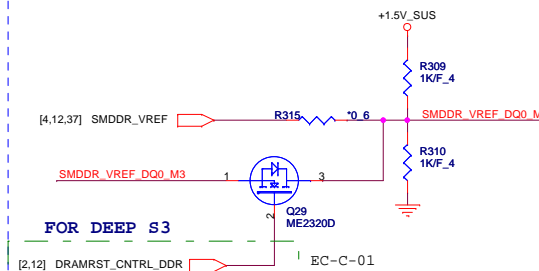 +1.5V_SUS
R309
1K/F_4
[4,12,37] SMDDR_VREF
R315 *0_6
SMDDR_VREF_DQ0_M
R310
1K/F_4
SMDDR_VREF_DQ0_M3
1
3
2
Q29
ME2320D
FOR DEEP S3
EC-C-01
[2,12] DRAMRST_CNTRL_DDR